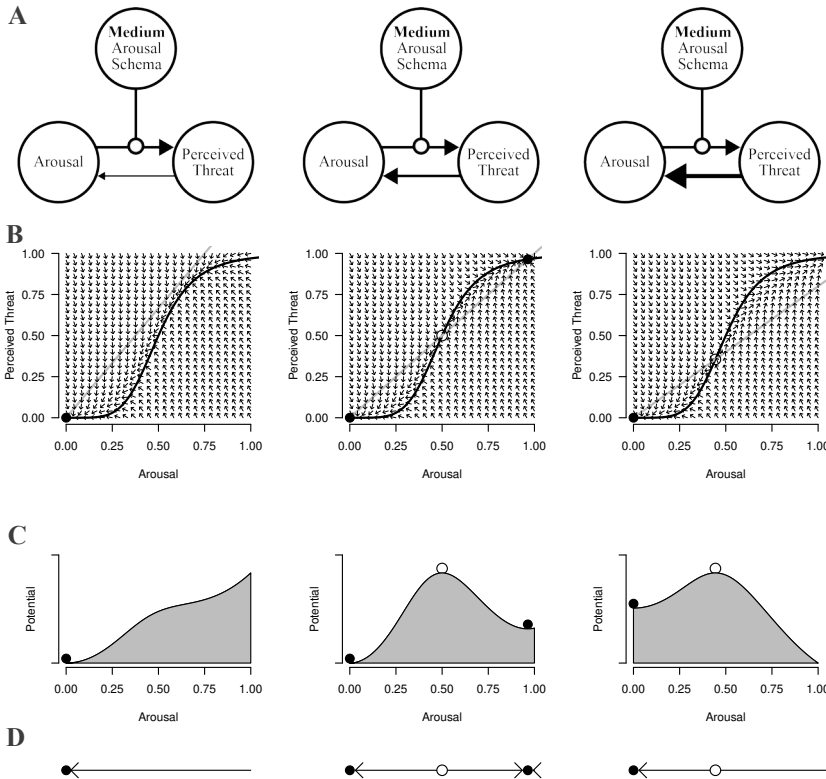 A
Medium
Arousal
Schema
Arousal
Perceived
Threat
Medium
Arousal
Schema
Arousal
Perceived
Threat
Medium
Arousal
Schema
Arousal
Perceived
Threat
B
Perceived Threat
1.00
0.75
0.50
0.25
0.00
0.00 0.25 0.50 0.75 1.00
Arousal
Perceived Threat
1.00
0.75
0.50
0.25
0.00
0.00 0.25 0.50 0.75 1.00
Arousal
Perceived Threat
1.00
0.75
0.50
0.25
0.00
0.00 0.25 0.50 0.75 1.00
Arousal
C
Potential
0.00 0.25 0.50 0.75 1.00
Arousal
Potential
0.00 0.25 0.50 0.75 1.00
Arousal
Potential
0.00 0.25 0.50 0.75 1.00
Arousal
D